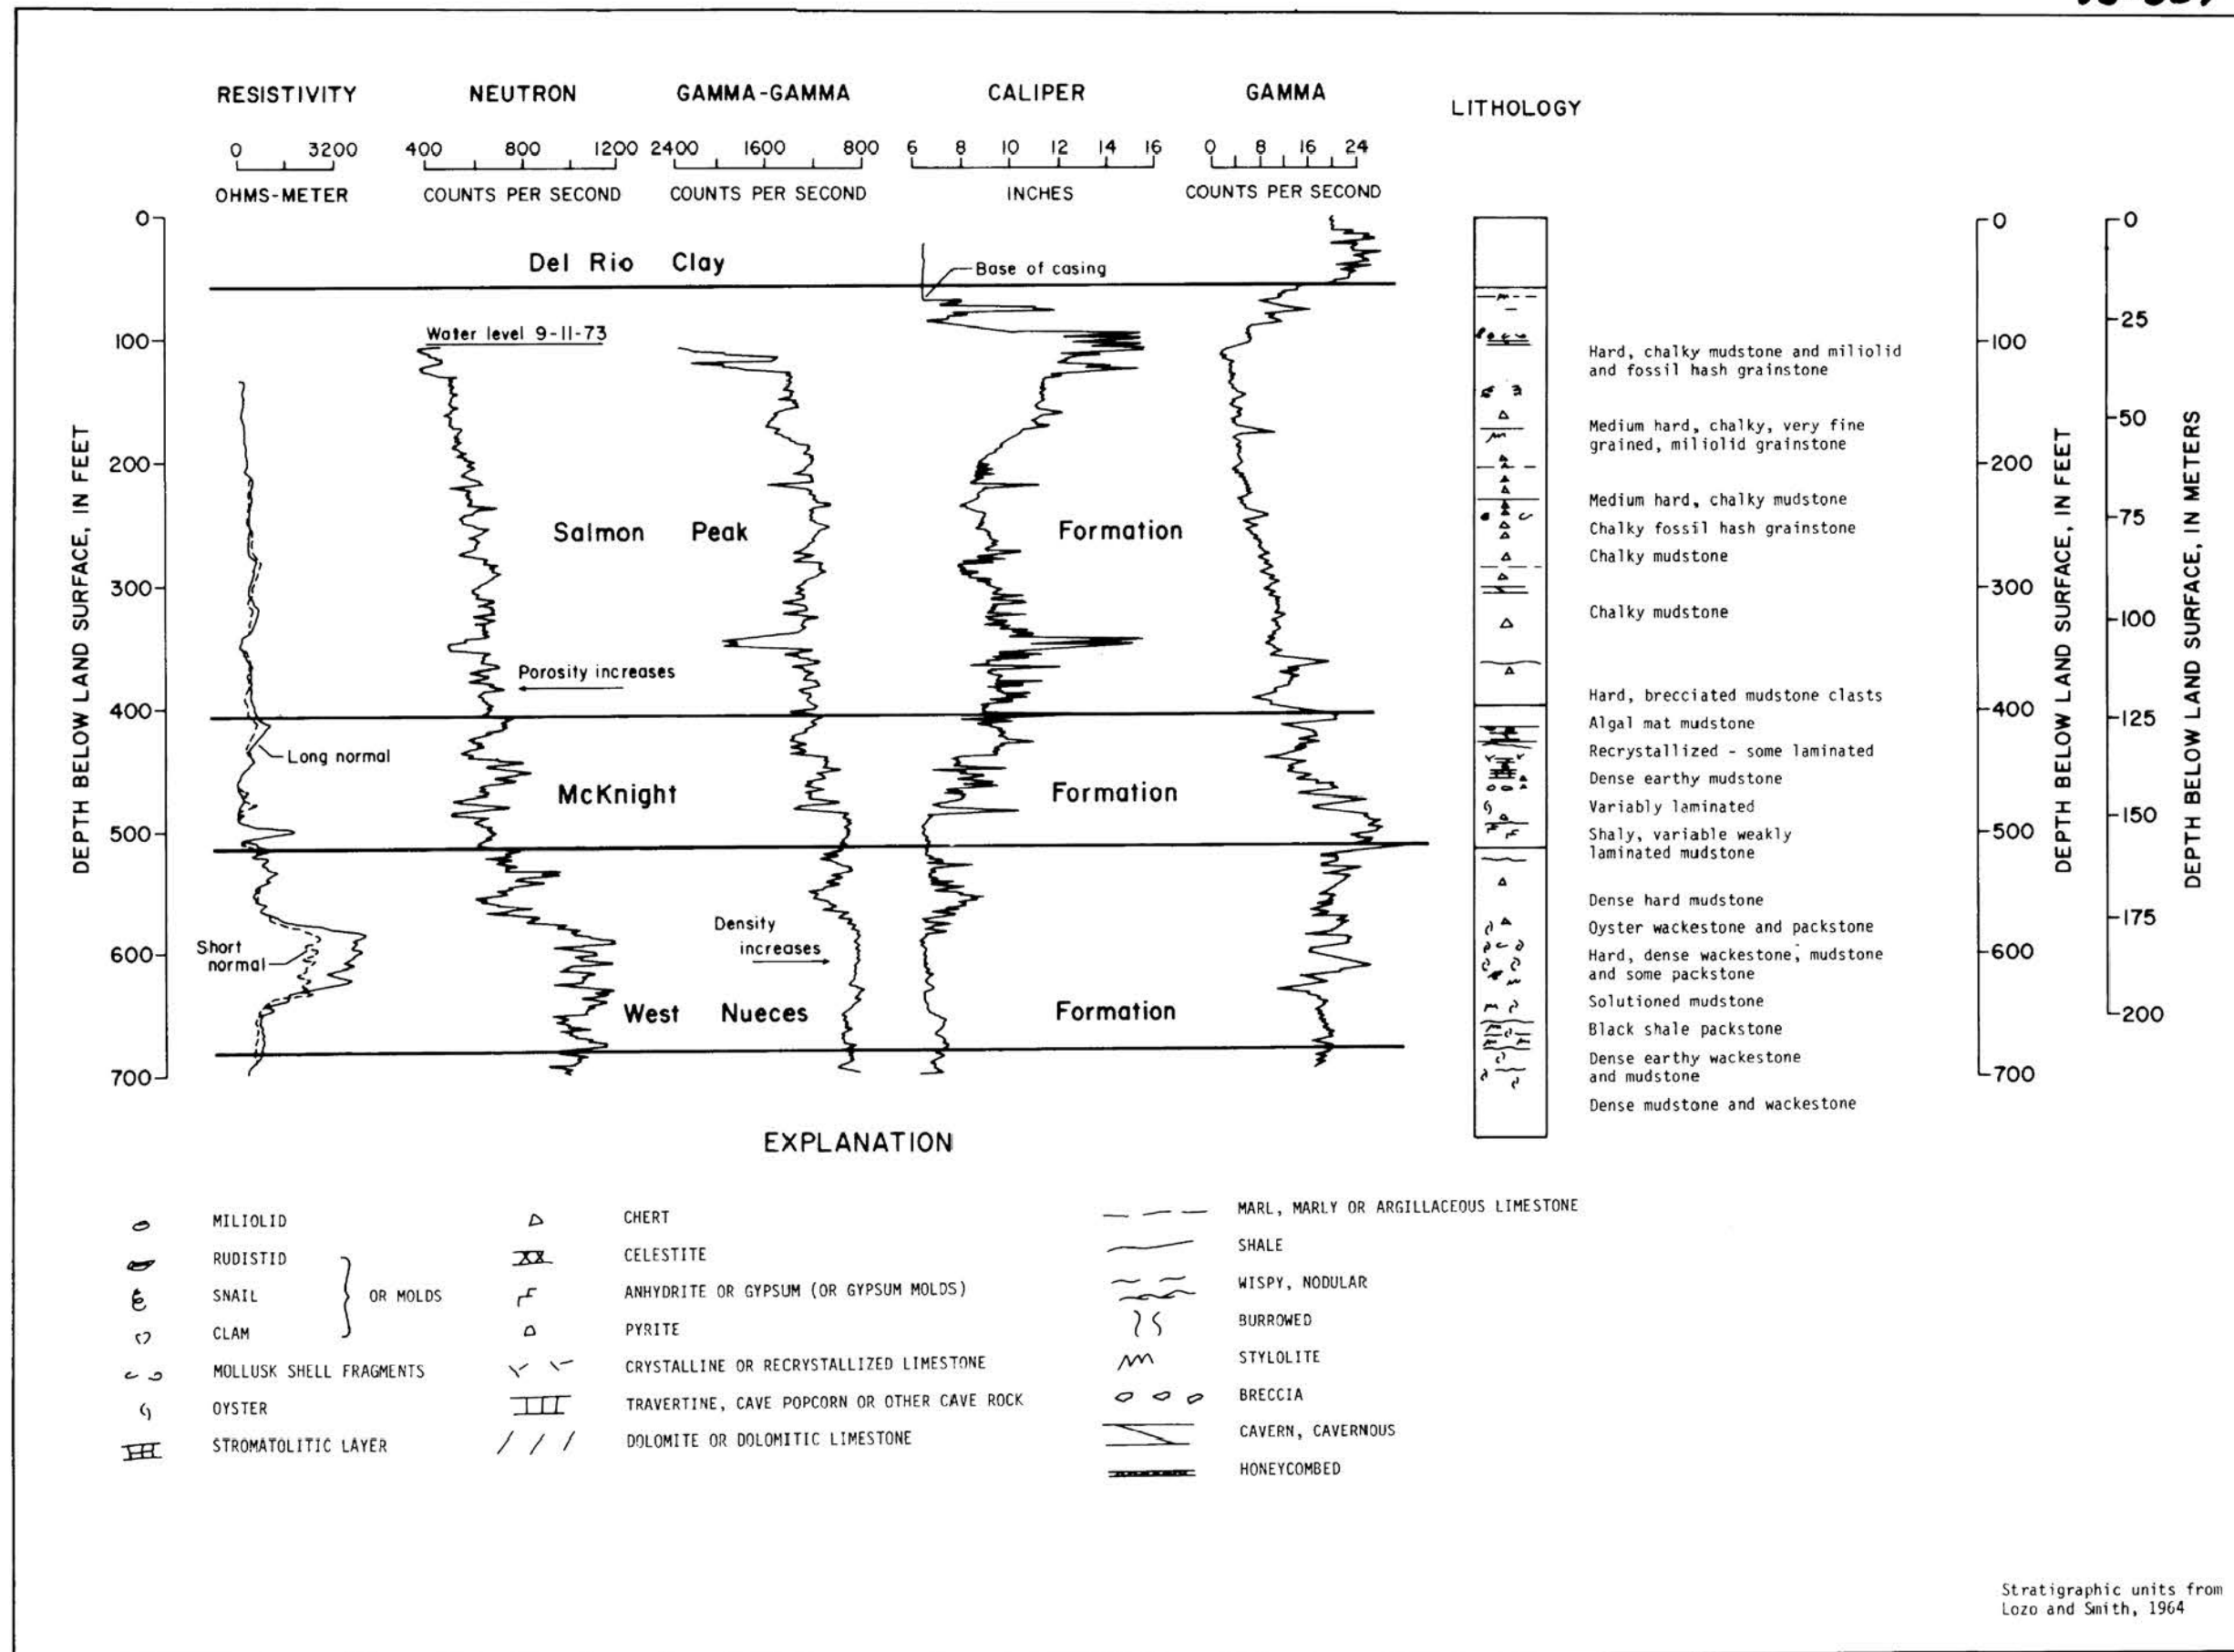 RESISTIVITY NEUTRON GAMMA-GAMMA CALIPER GAMMA LITHOLOGY
0 3200 400 800 1200 2400 1600 800 6 8 10 12 14 16 0 8 16 24
OHMS-METER COUNTS PER SECOND COUNTS PER SECOND INCHES COUNTS PER SECOND
DEPTH BELOW LAND SURFACE, IN FEET
0
100
200
300
400
500
600
700
Del Rio Clay
Base of casing
Water level 9-11-73
Salmon Peak Formation
Porosity increases
Long normal
McKnight Formation
Short
normal
Density
increases
West Nueces Formation
Hard, chalky mudstone and miliolid
and fossil hash grainstone
Medium hard, chalky, very fine
grained, miliolid grainstone
Medium hard, chalky mudstone
Chalky fossil hash grainstone
Chalky mudstone
Chalky mudstone
Hard, brecciated mudstone clasts
Algal mat mudstone
Recrystallized - some laminated
Dense earthy mudstone
Variably laminated
Shaly, variable weakly
laminated mudstone
Dense hard mudstone
Oyster wackestone and packstone
Hard, dense wackestone, mudstone
and some packstone
Solutioned mudstone
Black shale packstone
Dense earthy wackestone
and mudstone
Dense mudstone and wackestone
0
100
200
300
400
500
600
700
DEPTH BELOW LAND SURFACE, IN FEET
0
25
50
75
100
125
150
175
200
DEPTH BELOW LAND SURFACE, IN METERS
EXPLANATION
MILIOLID
RUDISTID
SNAIL
CLAM
OR MOLDS
MOLLUSK SHELL FRAGMENTS
OYSTER
STROMATOLITIC LAYER
CHERT
CELESTITE
ANHYDRITE OR GYPSUM (OR GYPSUM MOLDS)
PYRITE
CRYSTALLINE OR RECRYSTALLIZED LIMESTONE
TRAVERTINE, CAVE POPCORN OR OTHER CAVE ROCK
DOLOMITE OR DOLOMITIC LIMESTONE
MARL, MARLY OR ARGILLACEOUS LIMESTONE
SHALE
WISPY, NODULAR
BURROWED
STYLOLITE
BRECCIA
CAVERN, CAVERNOUS
HONEYCOMBED
Stratigraphic units from
Lozo and Smith, 1964